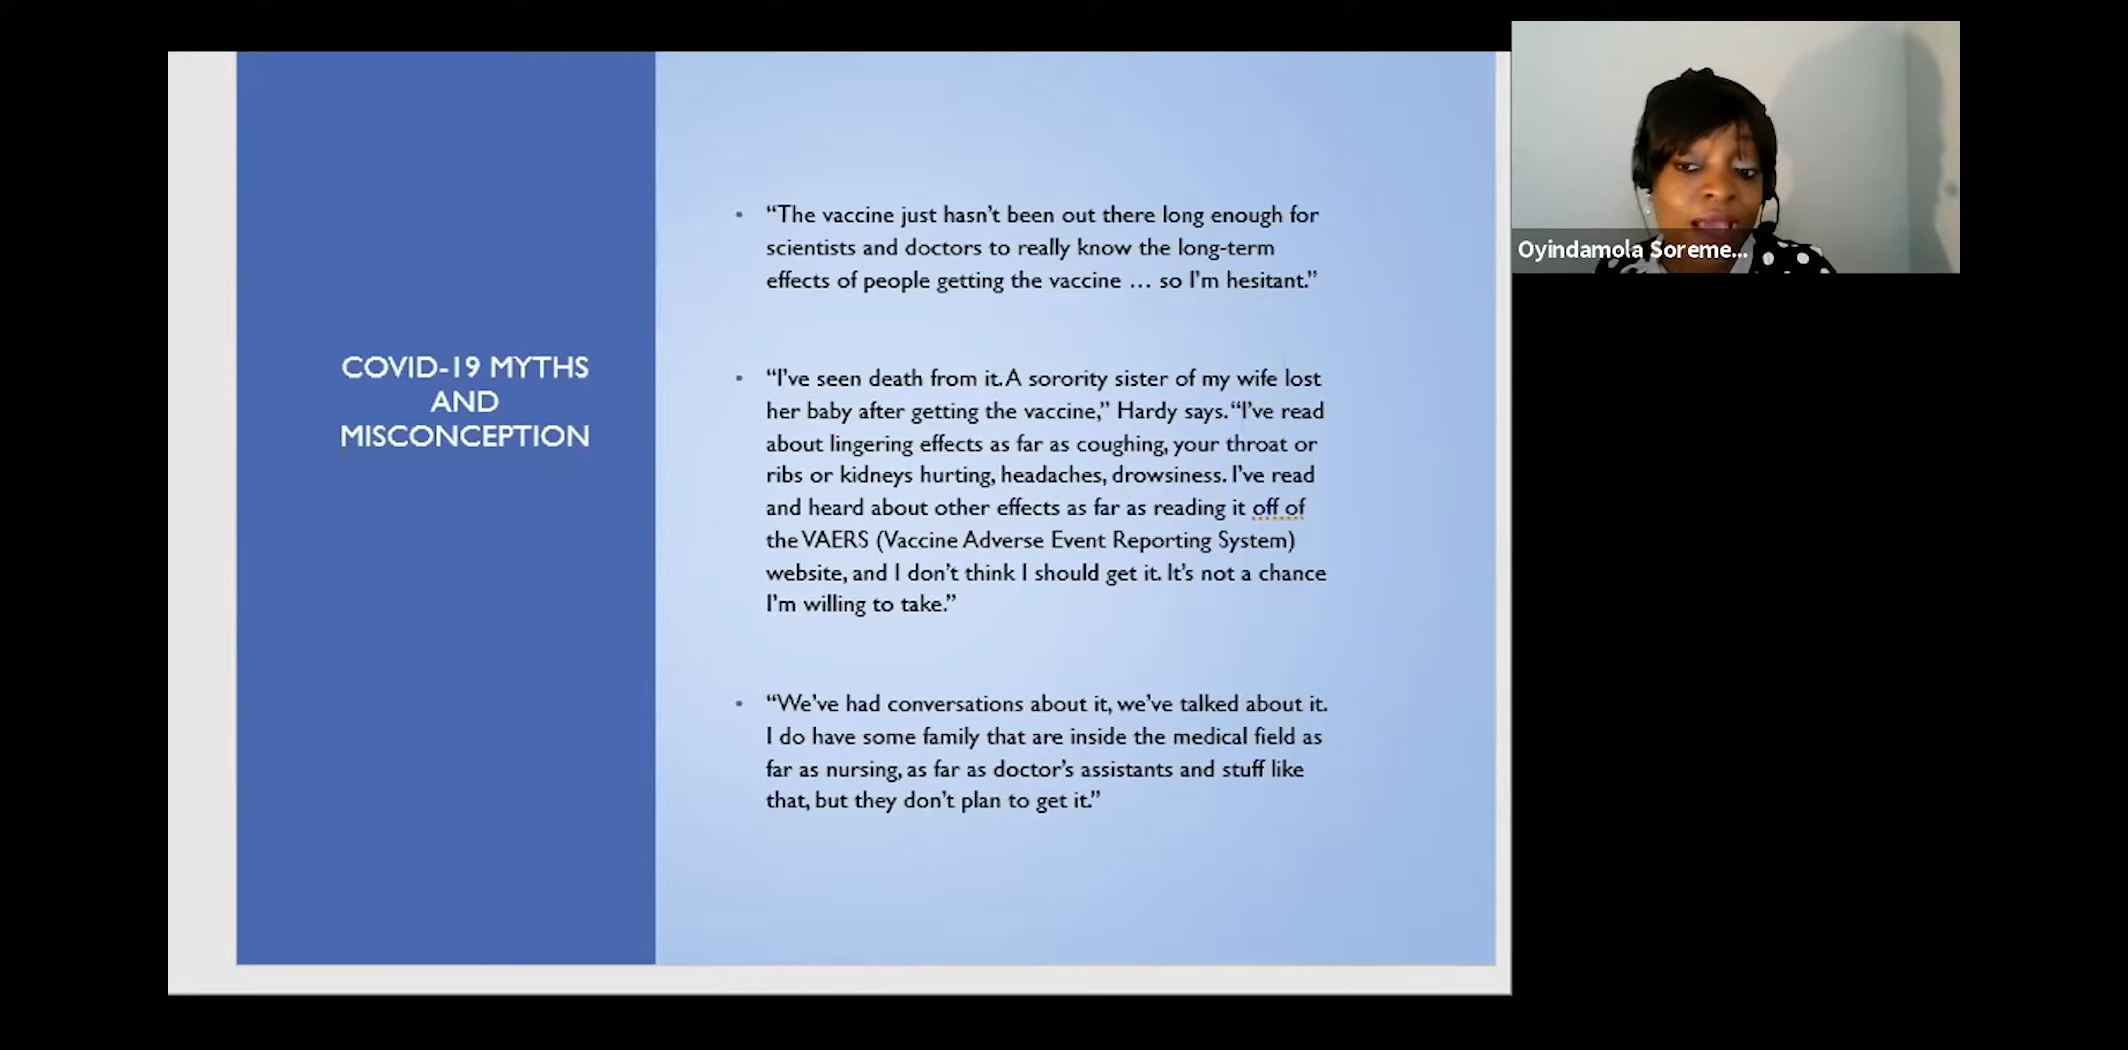 COVID-19 MYTHS
AND
MISCONCEPTION
• “The vaccine just hasn’t been out there long enough for
scientists and doctors to really know the long-term
effects of people getting the vaccine … so I’m hesitant.”
• “I’ve seen death from it. A sorority sister of my wife lost
her baby after getting the vaccine,” Hardy says. “I’ve read
about lingering effects as far as coughing, your throat or
ribs or kidneys hurting, headaches, drowsiness. I’ve read
and heard about other effects as far as reading it off of
the VAERS (Vaccine Adverse Event Reporting System)
website, and I don’t think I should get it. It’s not a chance
I’m willing to take.”
• “We’ve had conversations about it, we’ve talked about it.
I do have some family that are inside the medical field as
far as nursing, as far as doctor’s assistants and stuff like
that, but they don’t plan to get it.”
Oyindamola Soreme...